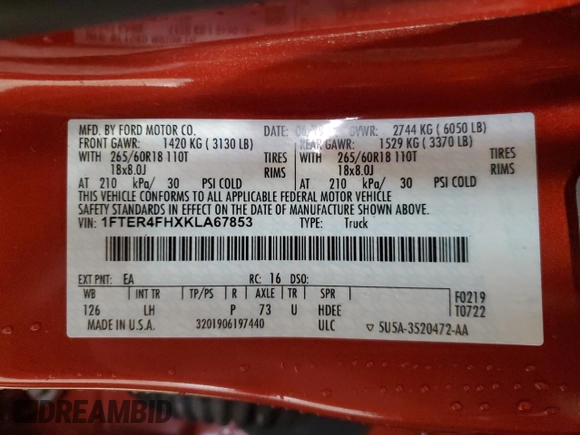 MFD. BY FORD MOTOR CO. DATE: GVWR: 2744 KG ( 6050 LB)
FRONT GAWR: 1420 KG ( 3130 LB) REAR GAWR: 1529 KG ( 3370 LB)
WITH 265/60R18 110T TIRES WITH 265/60R18 110T TIRES
18x8.0J RIMS 18x8.0J RIMS
AT 210 kPa/ 30 PSI COLD AT 210 kPa/ 30 PSI COLD
THIS VEHICLE CONFORMS TO ALL APPLICABLE FEDERAL MOTOR VEHICLE
SAFETY STANDARDS IN EFFECT ON THE DATE OF MANUFACTURE SHOWN ABOVE.
VIN: 1FTER4FHXKLA67853 TYPE: Truck
EXT PNT: EA RC: 16 DSO:
WB INT TR TP/PS R AXLE TR SPR F0219
126 LH P 73 U HDEE T0722
MADE IN U.S.A. 3201906197440 ULC ▽ 5U5A-3520472-AA
DREAMBID